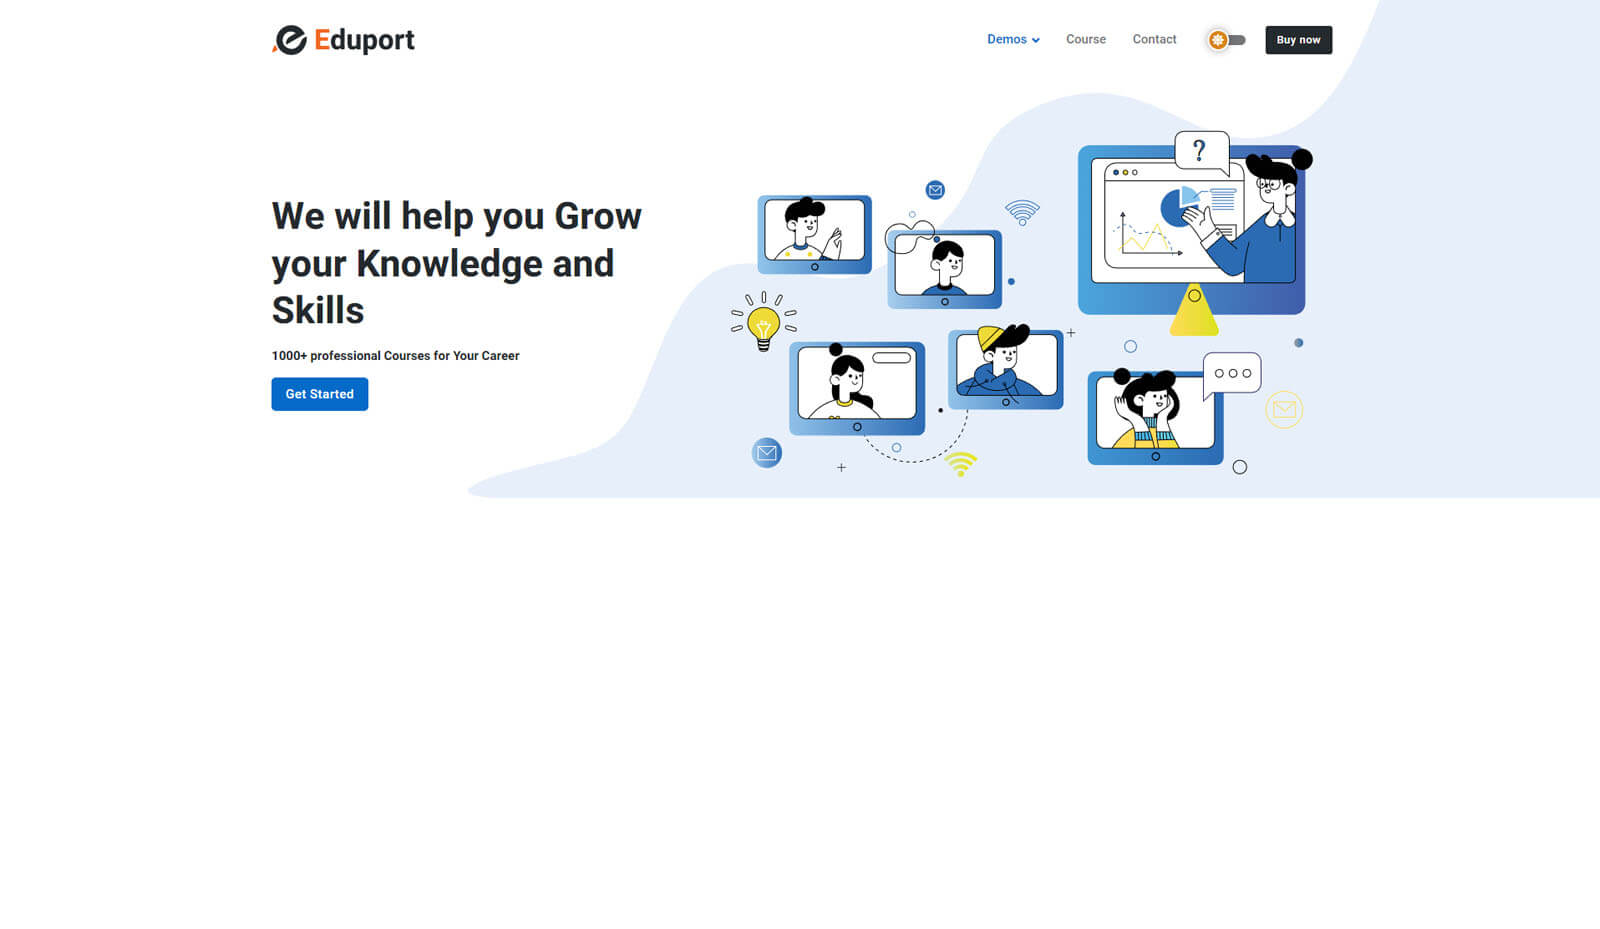 Eduport
Demos
Course
Contact
Buy now
?
We will help you Grow
your Knowledge and
Skills
1000+ professional Courses for Your Career
Get Started